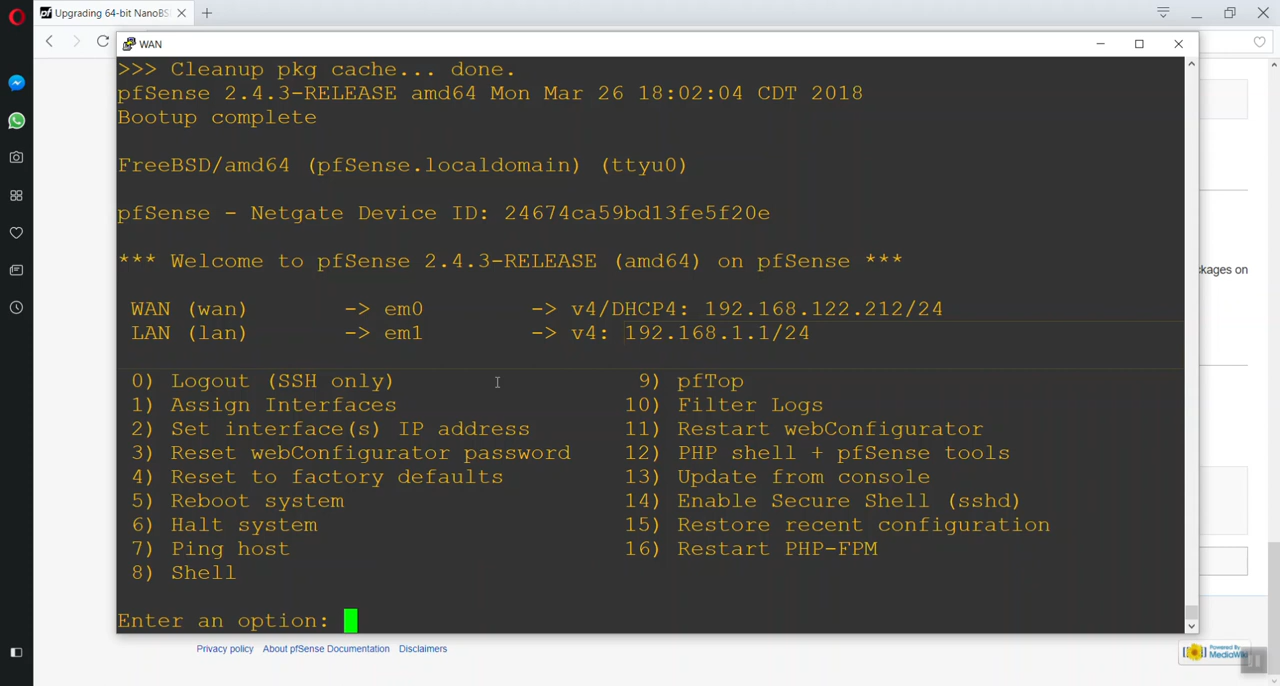 Upgrading 64-bit NanoBS
WAN
>>> Cleanup pkg cache... done.
pfSense 2.4.3-RELEASE amd64 Mon Mar 26 18:02:04 CDT 2018
Bootup complete
FreeBSD/amd64 (pfSense.localdomain) (ttyu0)
pfSense - Netgate Device ID: 24674ca59bd13fe5f20e
*** Welcome to pfSense 2.4.3-RELEASE (amd64) on pfSense ***
WAN (wan) -> em0 -> v4/DHCP4: 192.168.122.212/24
LAN (lan) -> em1 -> v4: 192.168.1.1/24
0) Logout (SSH only) 9) pfTop
1) Assign Interfaces 10) Filter Logs
2) Set interface(s) IP address 11) Restart webConfigurator
3) Reset webConfigurator password 12) PHP shell + pfSense tools
4) Reset to factory defaults 13) Update from console
5) Reboot system 14) Enable Secure Shell (sshd)
6) Halt system 15) Restore recent configuration
7) Ping host 16) Restart PHP-FPM
8) Shell
Enter an option:
ckages on
Privacy policy About pfSense Documentation Disclaimers
Powered By MediaWiki